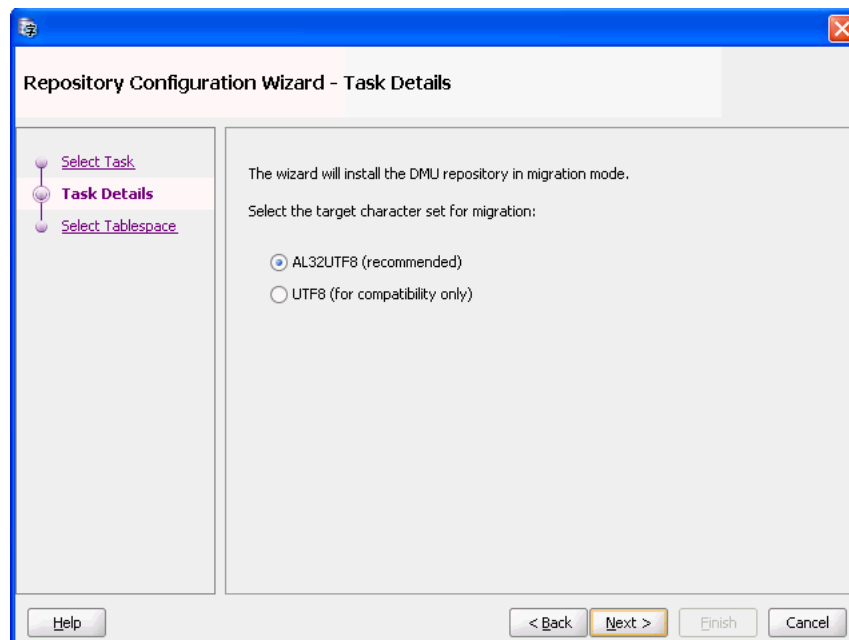 字
Repository Configuration Wizard - Task Details
Select Task
Task Details
Select Tablespace
The wizard will install the DMU repository in migration mode.
Select the target character set for migration:
AL32UTF8 (recommended)
UTF8 (for compatibility only)
Help
< Back
Next >
Finish
Cancel